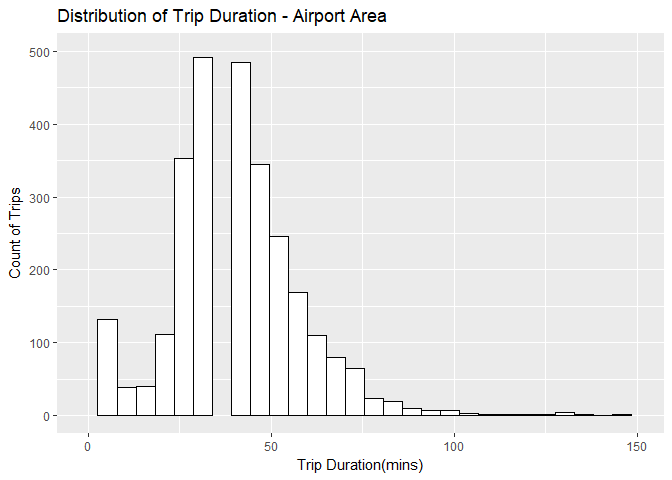 Distribution of Trip Duration - Airport Area
500
400
300
200
100
0
Count of Trips
0 50 100 150
Trip Duration(mins)